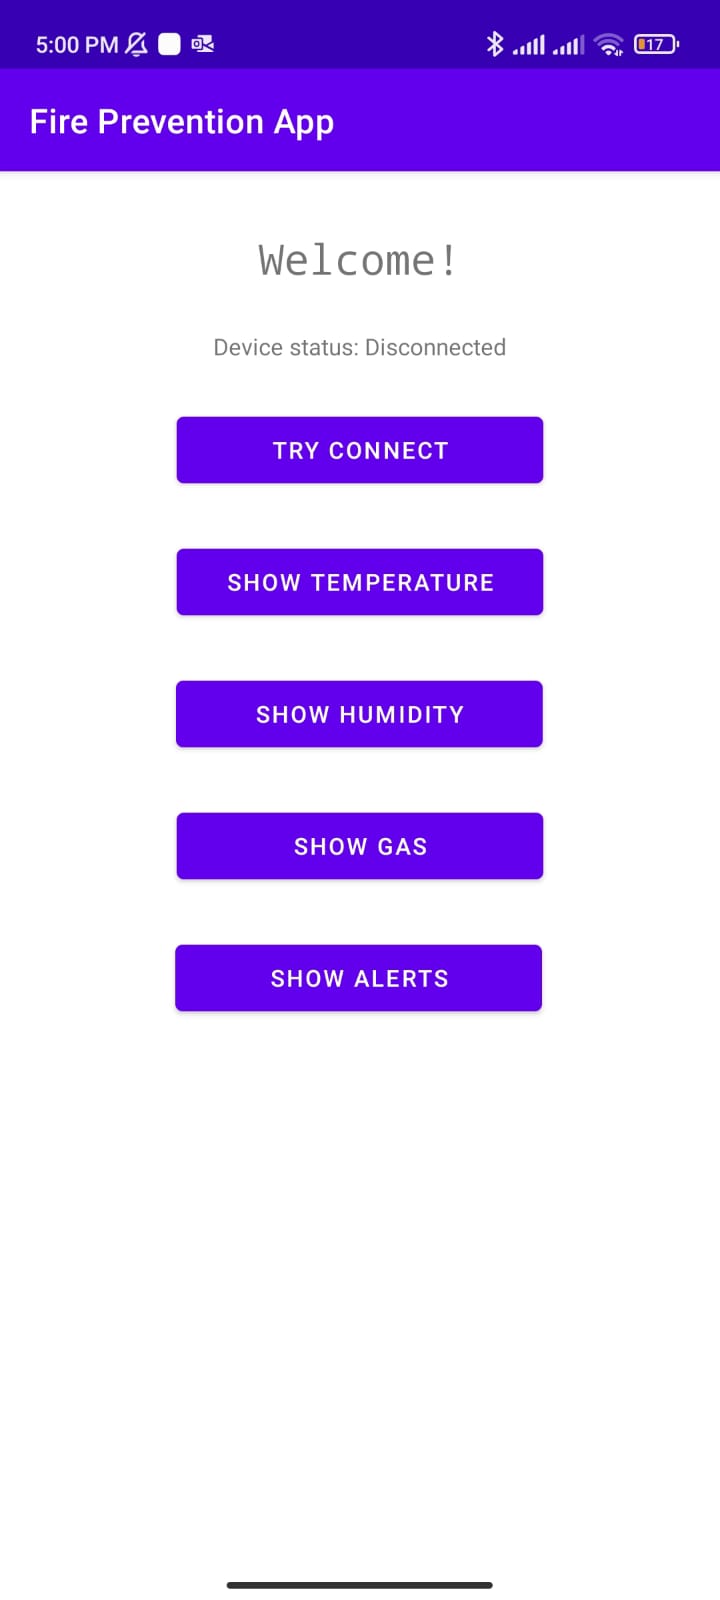 5:00 PM
17
Fire Prevention App
Welcome!
Device status: Disconnected
TRY CONNECT
SHOW TEMPERATURE
SHOW HUMIDITY
SHOW GAS
SHOW ALERTS